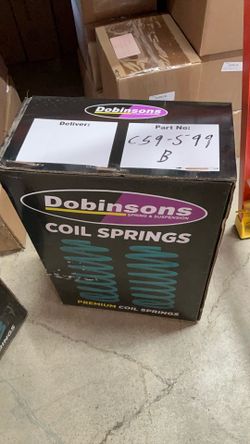 Dobinsons
Deliver:
Part No:
C59-599
B
Dobinsons
SPRING & SUSPENSION
COIL SPRINGS
PREMIUM COIL SPRINGS